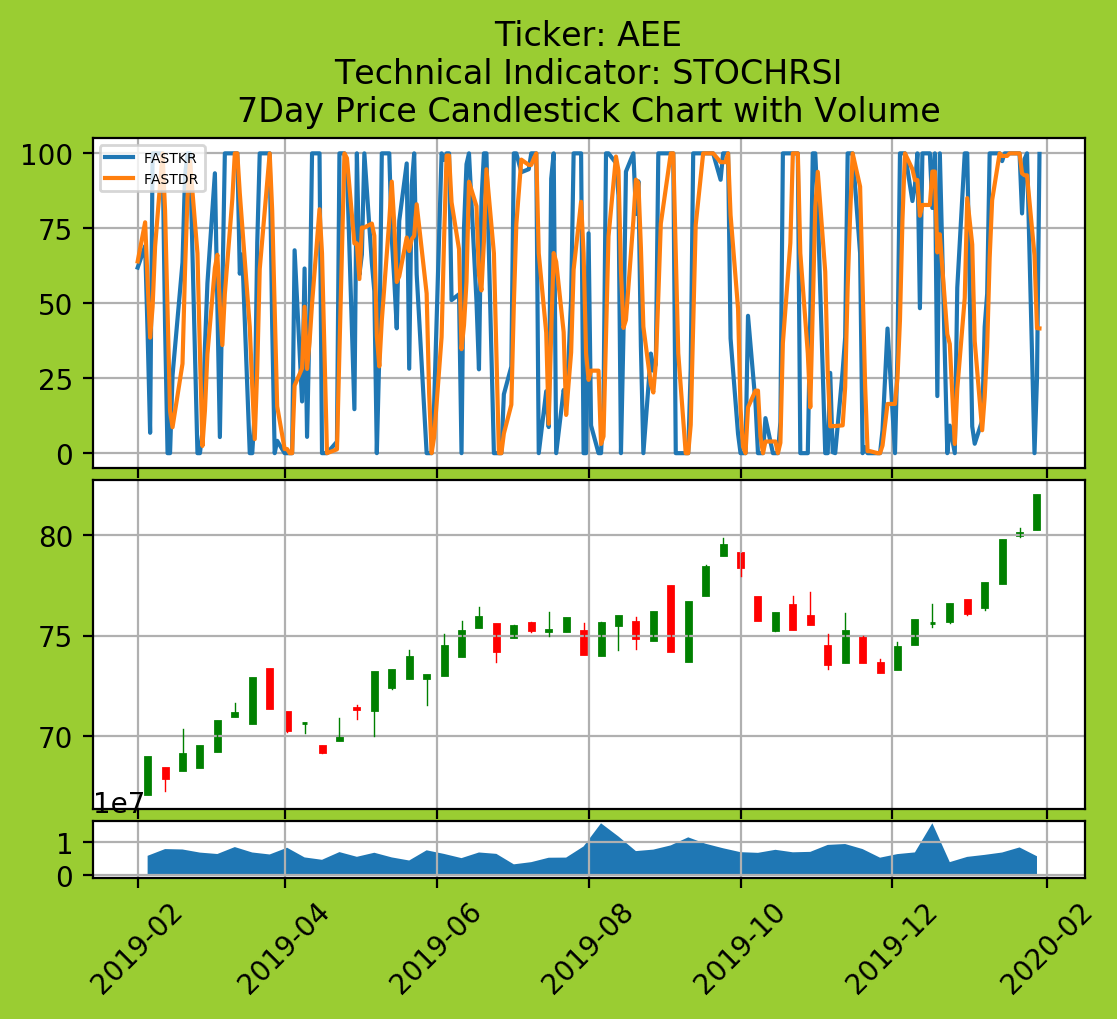 Ticker: AEE
Technical Indicator: STOCHRSI
7Day Price Candlestick Chart with Volume
FASTKR
FASTDR
100
75
50
25
0
80
75
70
1e7
1
0
2019-02
2019-04
2019-06
2019-08
2019-10
2019-12
2020-02